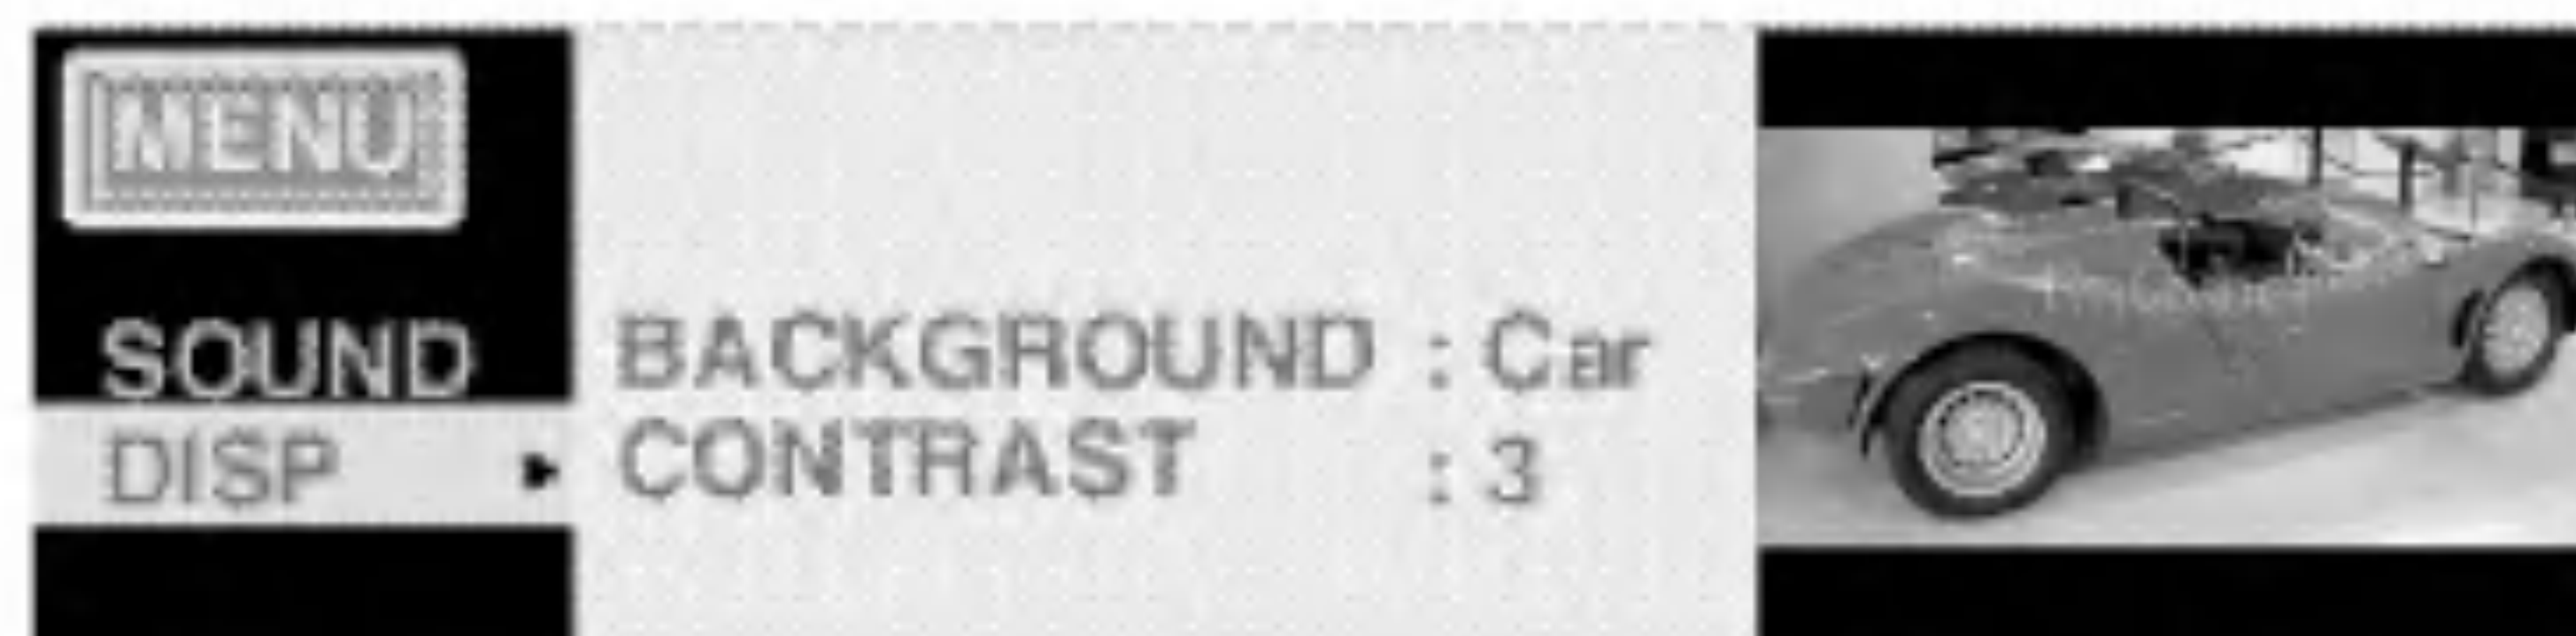 MENU
SOUND
BACKGROUND : Car
DISP ▸ CONTRAST : 3